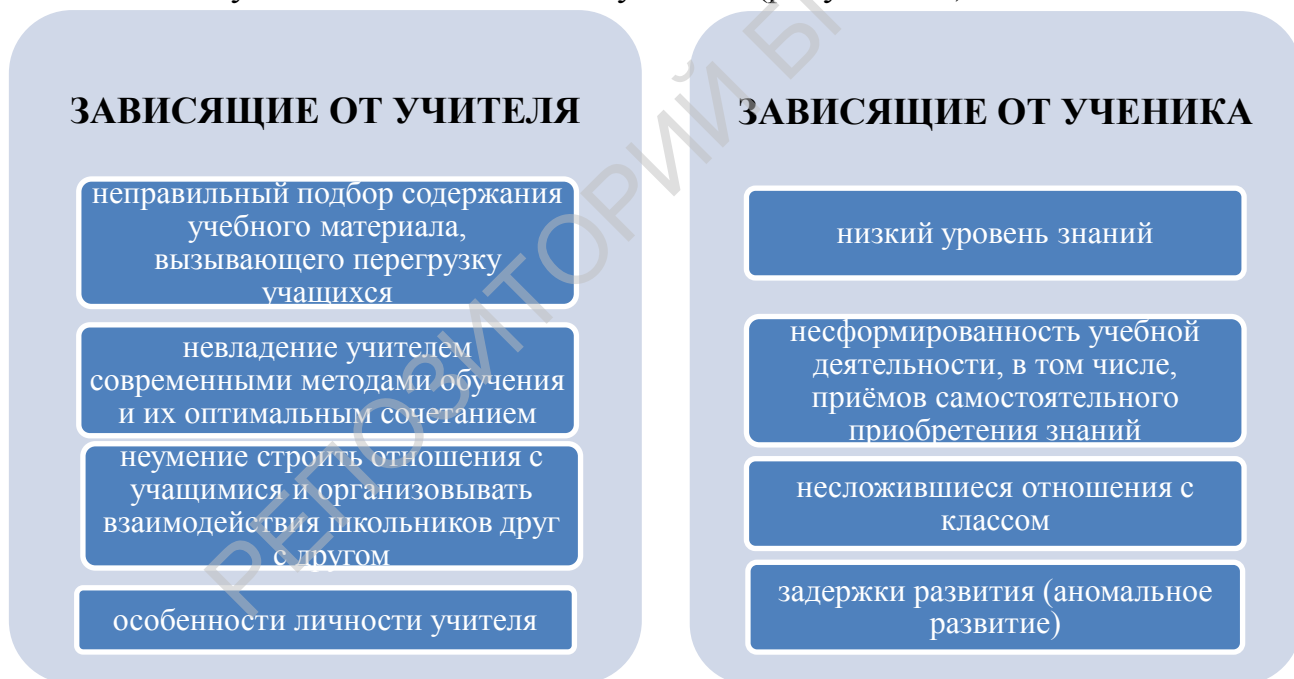 ЗАВИСЯЩИЕ ОТ УЧИТЕЛЯ
неправильный подбор содержания
учебного материала,
вызывающего перегрузку
учащихся
невладение учителем
современными методами обучения
и их оптимальным сочетанием
неумение строить отношения с
учащимися и организовывать
взаимодействия школьников друг
с другом
особенности личности учителя
ЗАВИСЯЩИЕ ОТ УЧЕНИКА
низкий уровень знаний
несформированность учебной
деятельности, в том числе,
приёмов самостоятельного
приобретения знаний
несложившиеся отношения с
классом
задержки развития (аномальное
развитие)
РЕПОЗИТОРИЙ